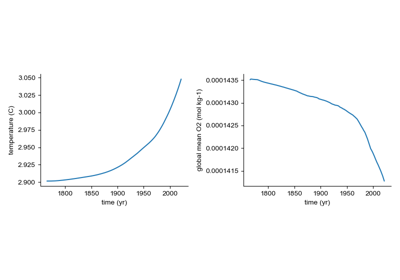 3.050
3.025
3.000
2.975
2.950
2.925
2.900
temperature (C)
1800 1850 1900 1950 2000
time (yr)
0.0001435
0.0001430
0.0001425
0.0001420
0.0001415
global mean O2 (mol kg-1)
1800 1850 1900 1950 2000
time (yr)